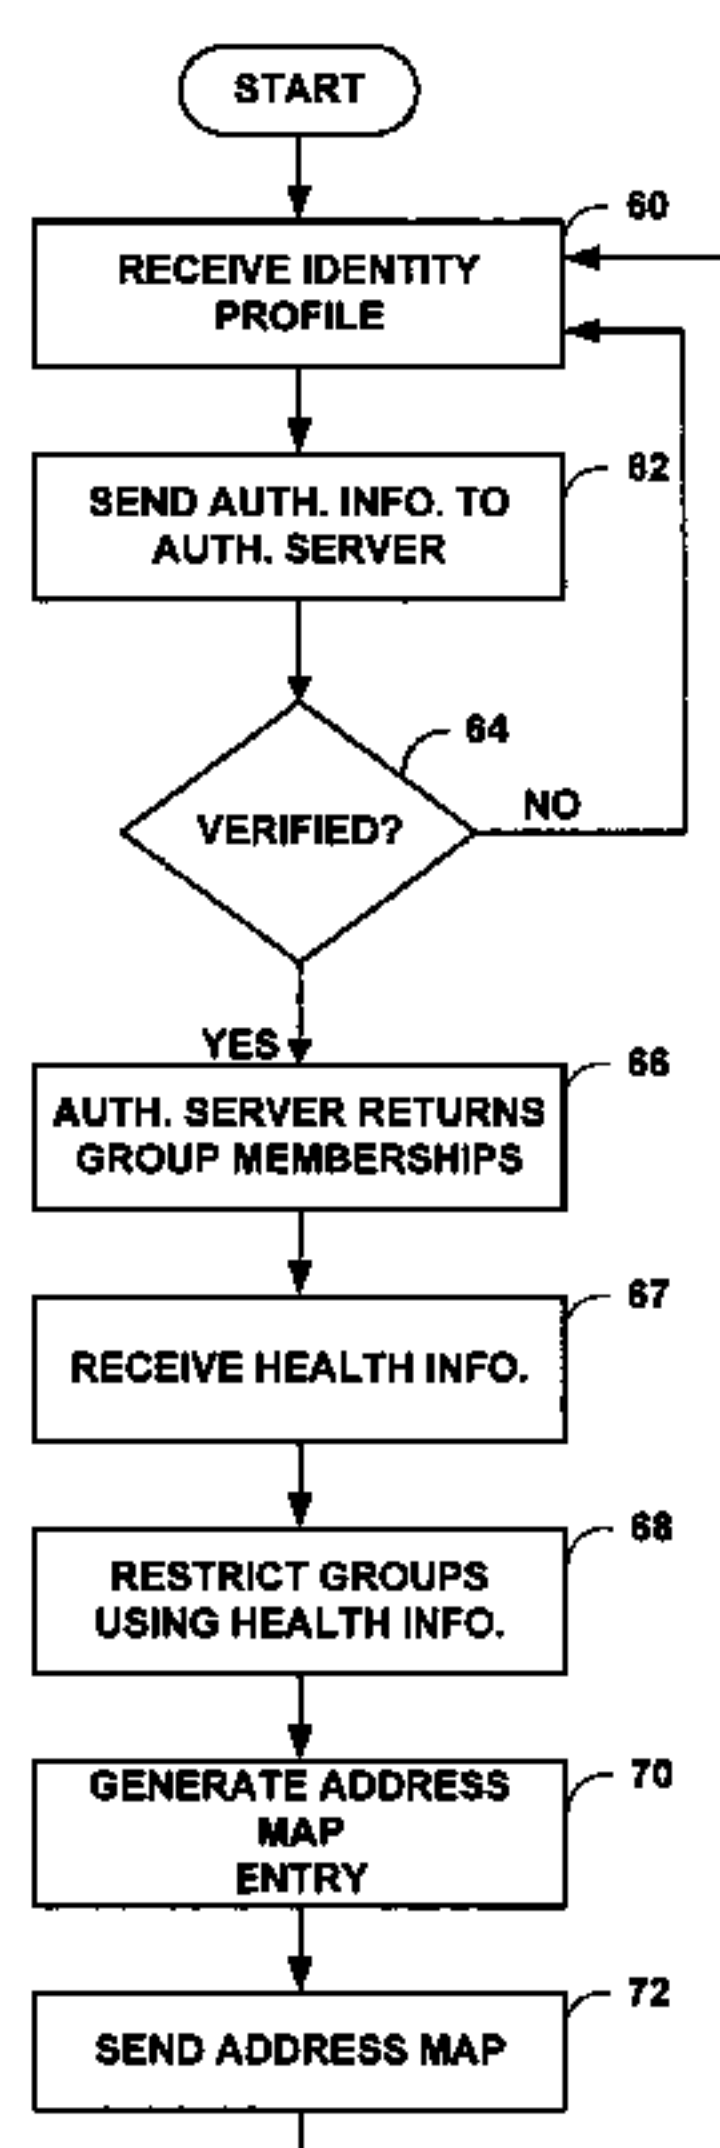 START
60
RECEIVE IDENTITY
PROFILE
62
SEND AUTH. INFO. TO
AUTH. SERVER
64
VERIFIED?
NO
YES
66
AUTH. SERVER RETURNS
GROUP MEMBERSHIPS
67
RECEIVE HEALTH INFO.
68
RESTRICT GROUPS
USING HEALTH INFO.
70
GENERATE ADDRESS
MAP
ENTRY
72
SEND ADDRESS MAP